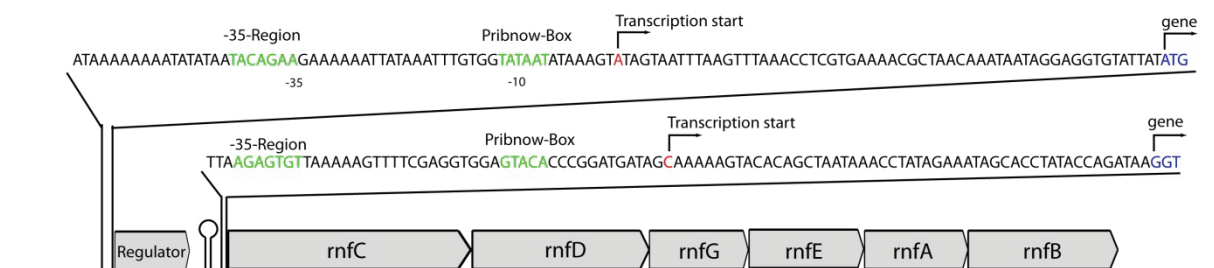 Transcription start
gene
-35-Region
Pribnow-Box
ATAAAAAAAATATATAATACAGAAGAAAAAATTATAAATTTGTGGTATAATATAAAGTATAGTAATTTAAGTTTAAACCTCGTGAAAACGCTAACAAATAATAGGAGGTGTATTATATG
-35
-10
Transcription start
gene
-35-Region
Pribnow-Box
TTAAGAGTGTTAAAAAGTTTTCGAGGTGGAGTACACCCGGATGATAGCAAAAAGTACACAGCTAATAAACCTATAGAAATAGCACCTATACCAGATAAGGT
Regulator
rnfC
rnfD
rnfG
rnfE
rnfA
rnfB